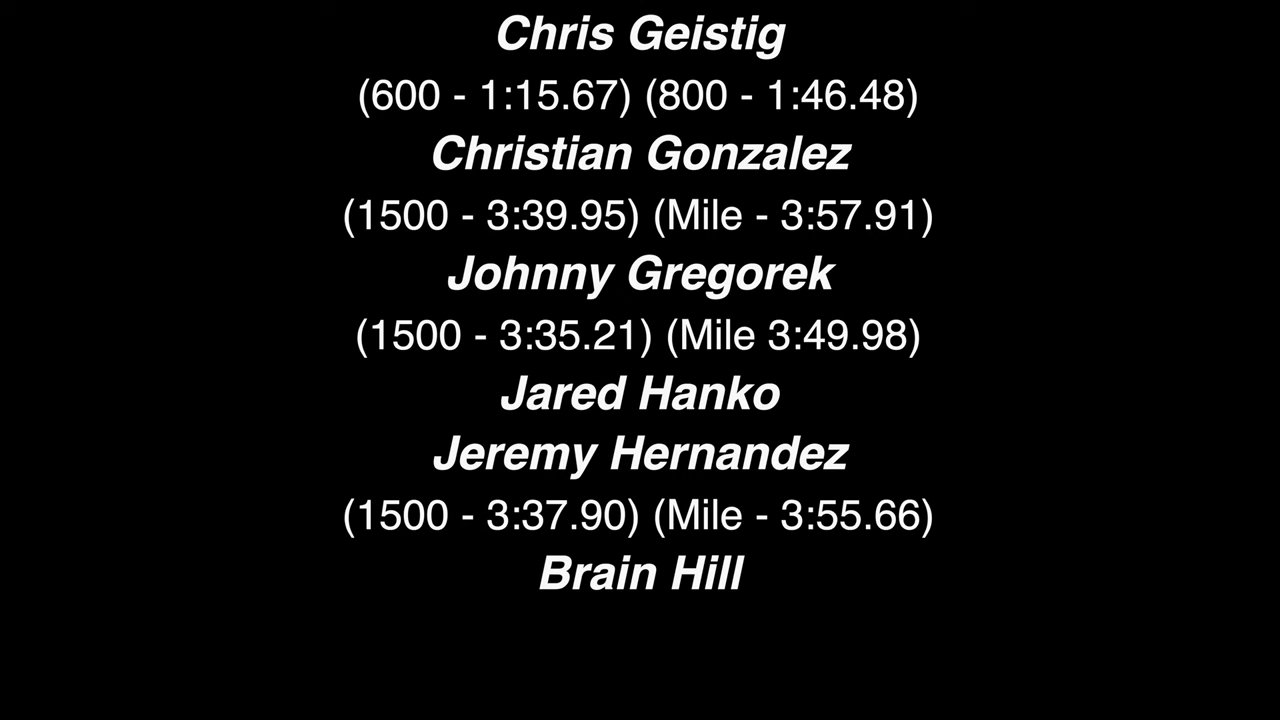 Chris Geistig
(600 - 1:15.67) (800 - 1:46.48)
Christian Gonzalez
(1500 - 3:39.95) (Mile - 3:57.91)
Johnny Gregorek
(1500 - 3:35.21) (Mile 3:49.98)
Jared Hanko
Jeremy Hernandez
(1500 - 3:37.90) (Mile - 3:55.66)
Brain Hill